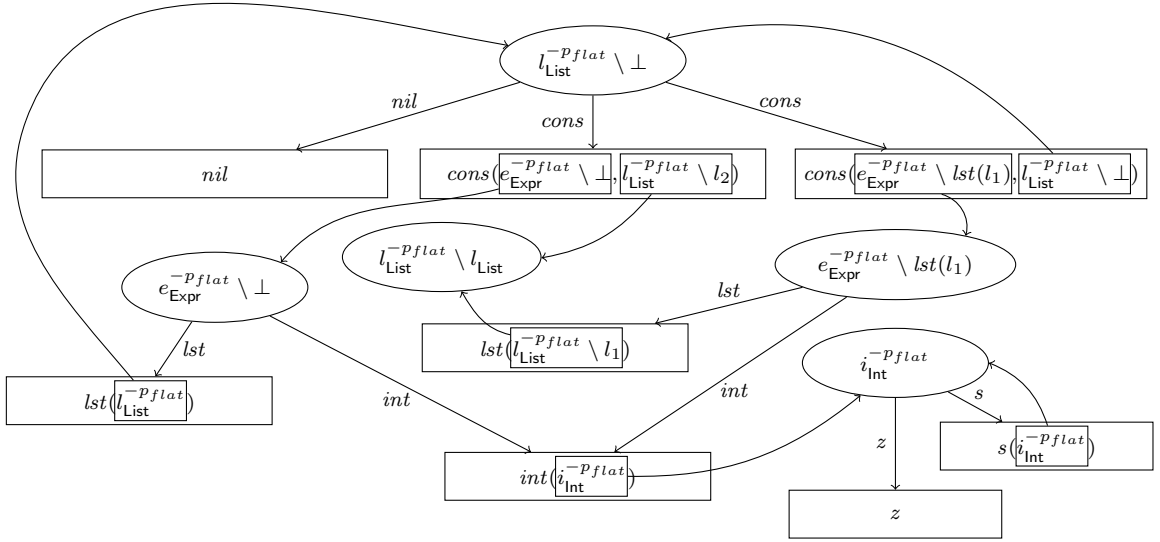 l_List^{-p_flat} \ ⊥
nil
cons
cons
nil
cons(e_Expr^{-p_flat} \ ⊥, l_List^{-p_flat} \ l_2)
cons(e_Expr^{-p_flat} \ lst(l_1), l_List^{-p_flat} \ ⊥)
e_Expr^{-p_flat} \ ⊥
l_List^{-p_flat} \ l_List
e_Expr^{-p_flat} \ lst(l_1)
lst
lst
lst(l_List^{-p_flat} \ l_1)
i_Int^{-p_flat}
lst(l_List^{-p_flat})
int
int
s
z
s(i_Int^{-p_flat})
int(i_Int^{-p_flat})
z